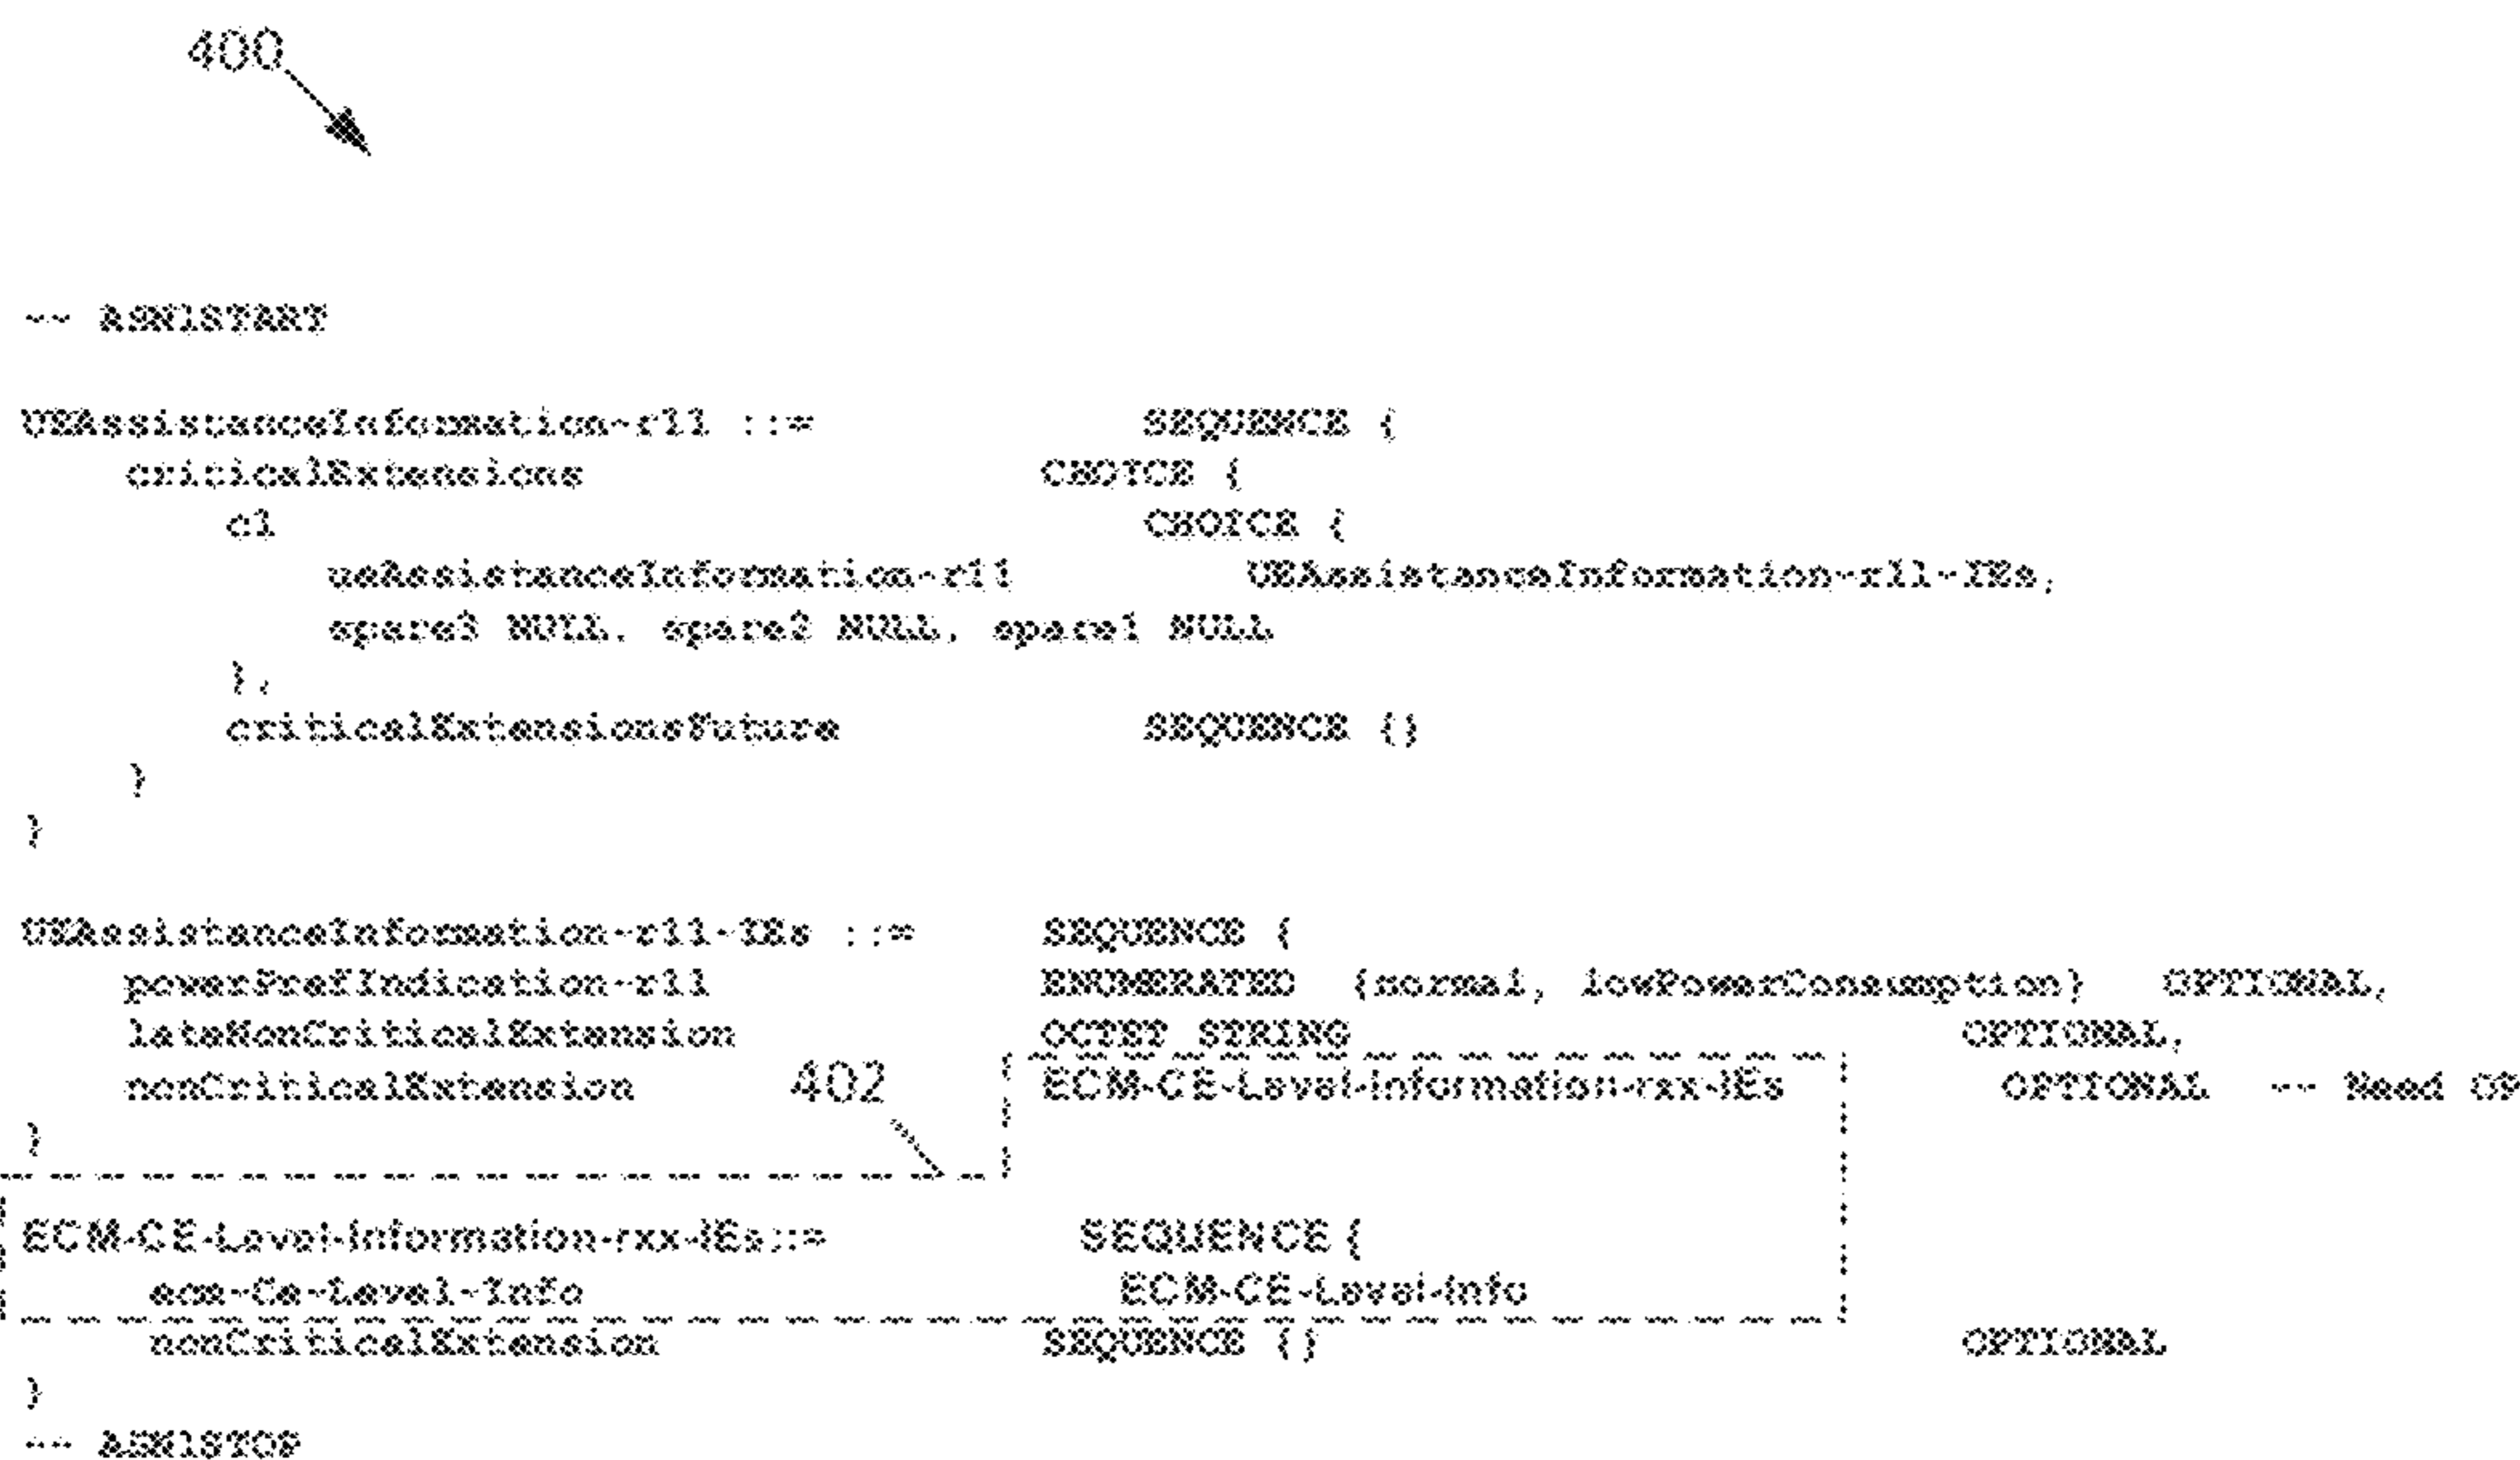 400
-- ASN1START
UEAssistanceInformation-r11 ::= SEQUENCE {
criticalExtensions CHOICE {
c1 CHOICE {
ueAssistanceInformation-r11 UEAssistanceInformation-r11-IEs,
spare3 NULL, spare2 NULL, spare1 NULL
},
criticalExtensionsFuture SEQUENCE {}
}
}
UEAssistanceInformation-r11-IEs ::= SEQUENCE {
powerPrefIndication-r11 ENUMERATED {normal, lowPowerConsumption} OPTIONAL,
lateNonCriticalExtension OCTET STRING OPTIONAL,
nonCriticalExtension 402 ECM-CE-Level-Information-rxx-IEs OPTIONAL -- Need OP
}
ECM-CE-Level-Information-rxx-IEs::= SEQUENCE {
ecm-Ce-Level-Info ECM-CE-Level-Info
nonCriticalExtension SEQUENCE {} OPTIONAL
}
-- ASN1STOP